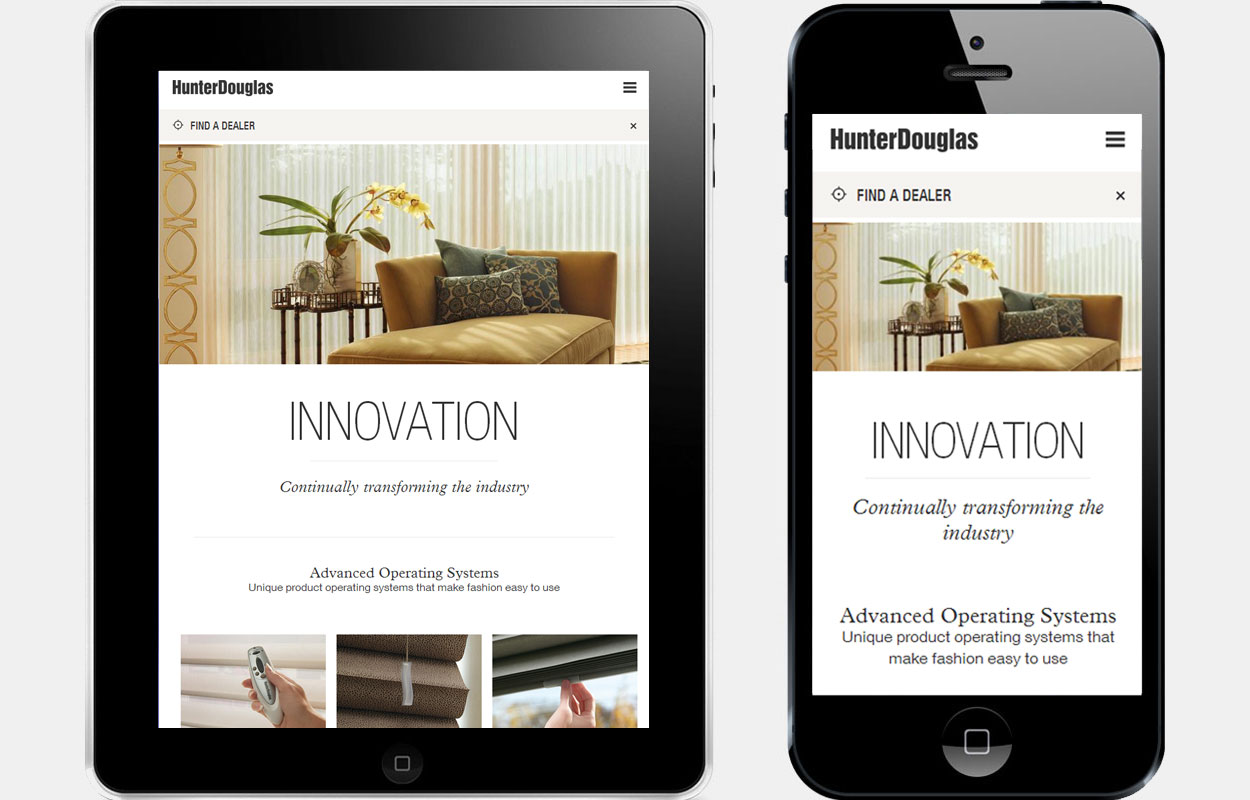 HunterDouglas
FIND A DEALER
INNOVATION
Continually transforming the industry
Advanced Operating Systems
Unique product operating systems that make fashion easy to use
HunterDouglas
FIND A DEALER
INNOVATION
Continually transforming the
industry
Advanced Operating Systems
Unique product operating systems that
make fashion easy to use